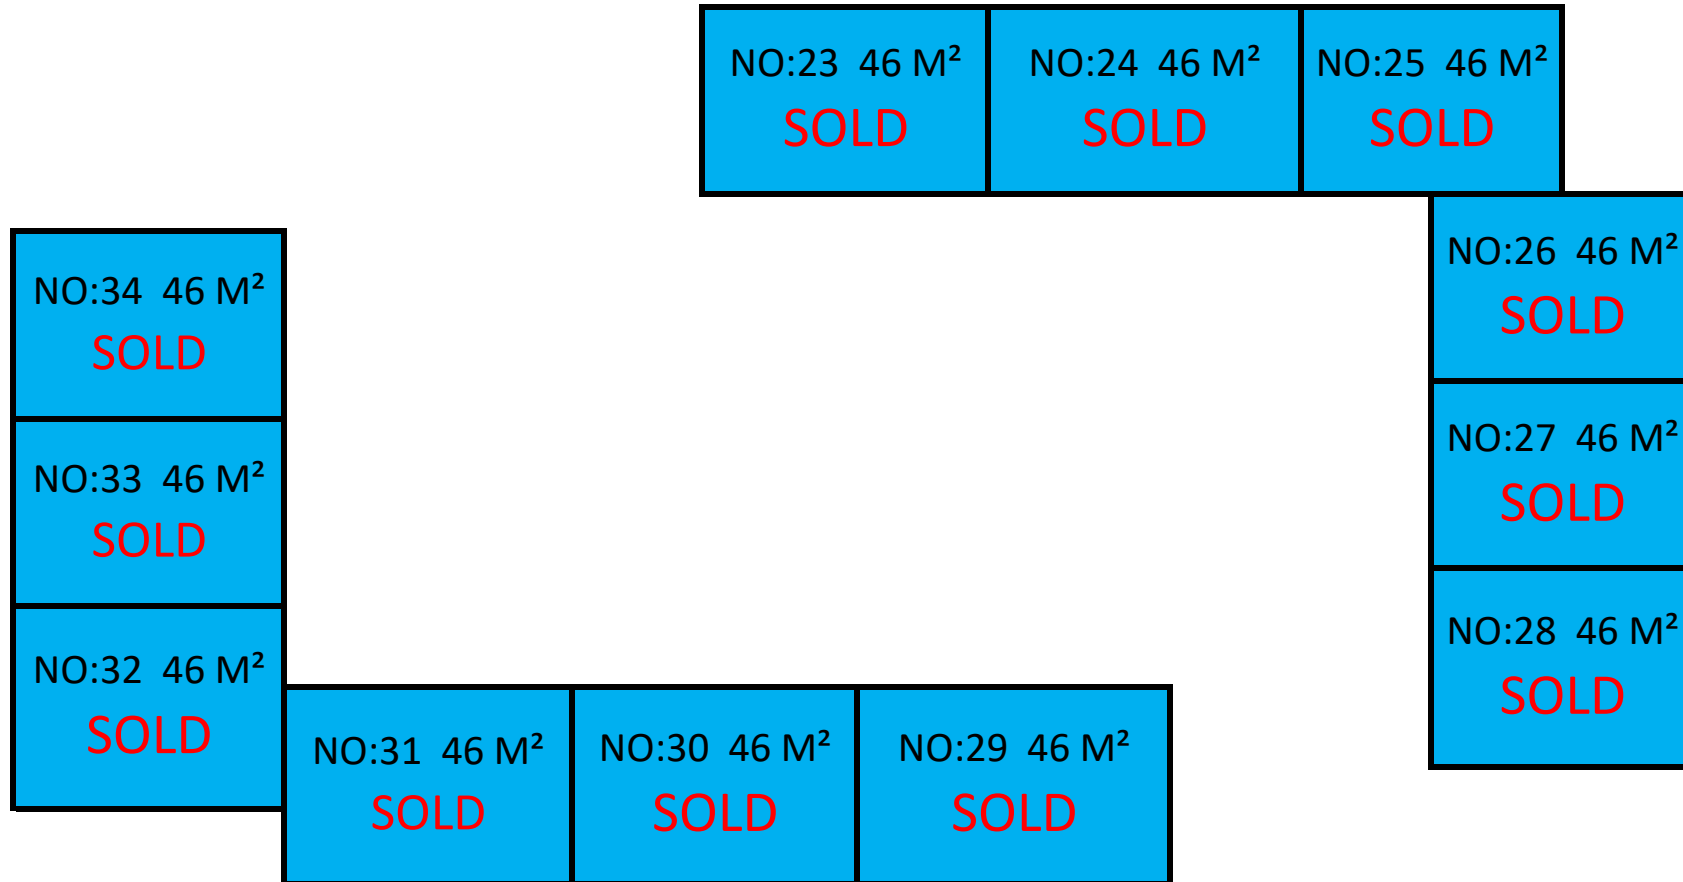 NO:23 46 M²
SOLD
NO:24 46 M²
SOLD
NO:25 46 M²
SOLD
NO:26 46 M²
SOLD
NO:27 46 M²
SOLD
NO:28 46 M²
SOLD
NO:34 46 M²
SOLD
NO:33 46 M²
SOLD
NO:32 46 M²
SOLD
NO:31 46 M²
SOLD
NO:30 46 M²
SOLD
NO:29 46 M²
SOLD